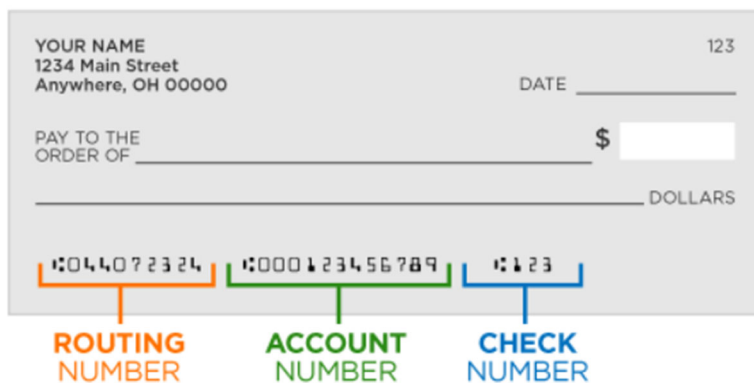 YOUR NAME 123
1234 Main Street
Anywhere, OH 00000
DATE
PAY TO THE
ORDER OF $
DOLLARS
⑆044072324 ⑆000123456789 ⑆123
ROUTING ACCOUNT CHECK
NUMBER NUMBER NUMBER